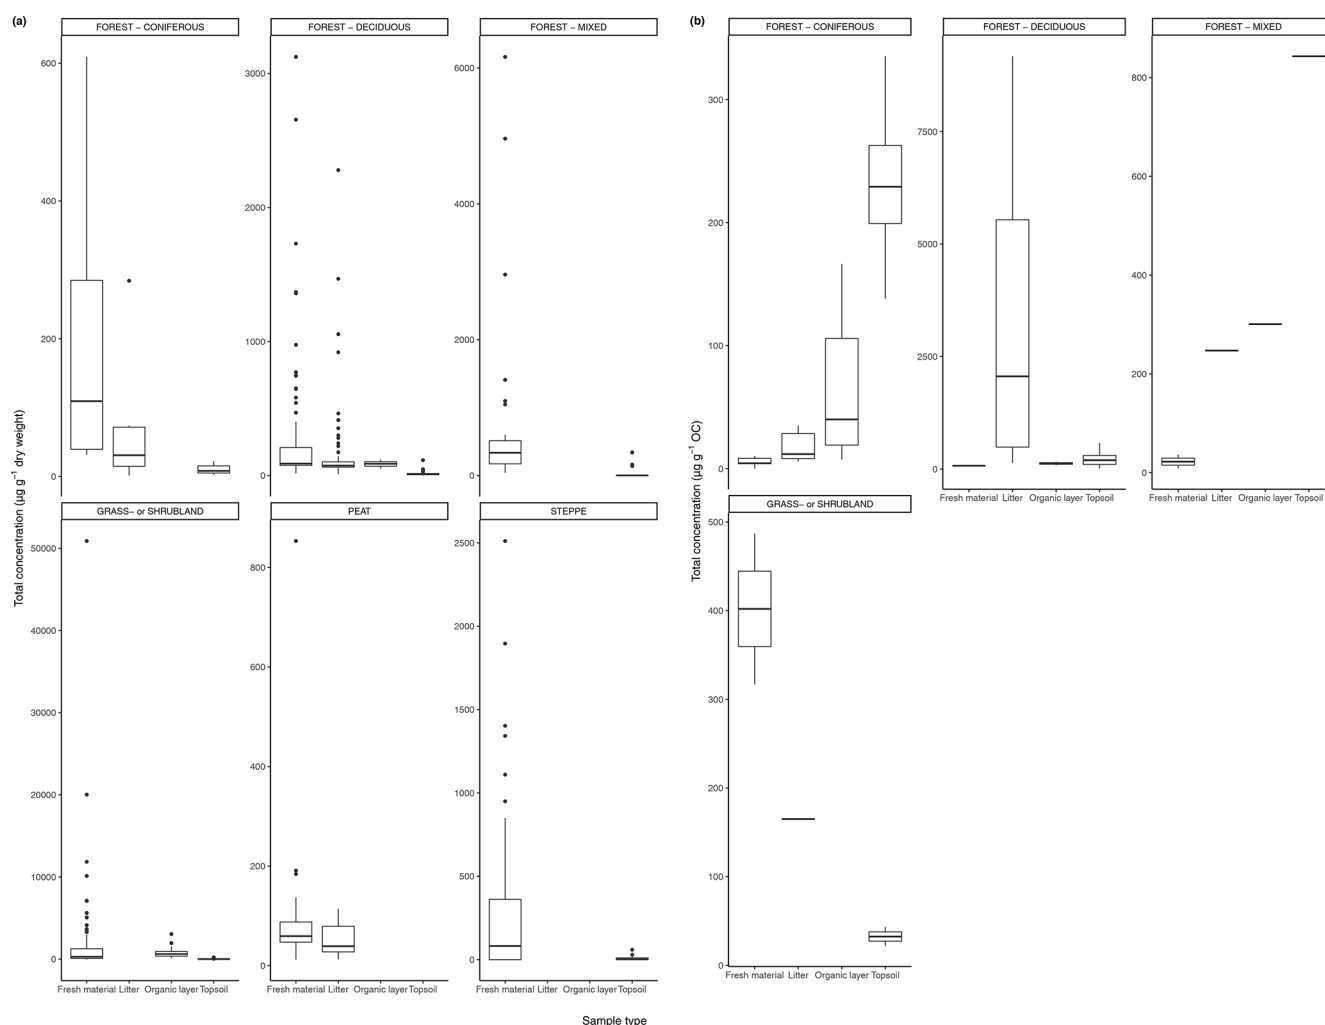 (a)
FOREST − CONIFEROUS
FOREST − DECIDUOUS
FOREST − MIXED
600
400
200
0
3000
2000
1000
0
6000
4000
2000
0
GRASS− or SHRUBLAND
PEAT
STEPPE
50000
40000
30000
20000
10000
0
800
600
400
200
0
2500
2000
1500
1000
500
0
Fresh material Litter Organic layer Topsoil
Fresh material Litter Organic layer Topsoil
Fresh material Litter Organic layer Topsoil
Total concentration (µg g⁻¹ dry weight)
(b)
FOREST − CONIFEROUS
FOREST − DECIDUOUS
FOREST − MIXED
300
200
100
0
7500
5000
2500
0
800
600
400
200
0
Fresh material Litter Organic layer Topsoil
Fresh material Litter Organic layer Topsoil
GRASS− or SHRUBLAND
500
400
300
200
100
0
Fresh material Litter Organic layer Topsoil
Total concentration (µg g⁻¹ OC)
Sample type